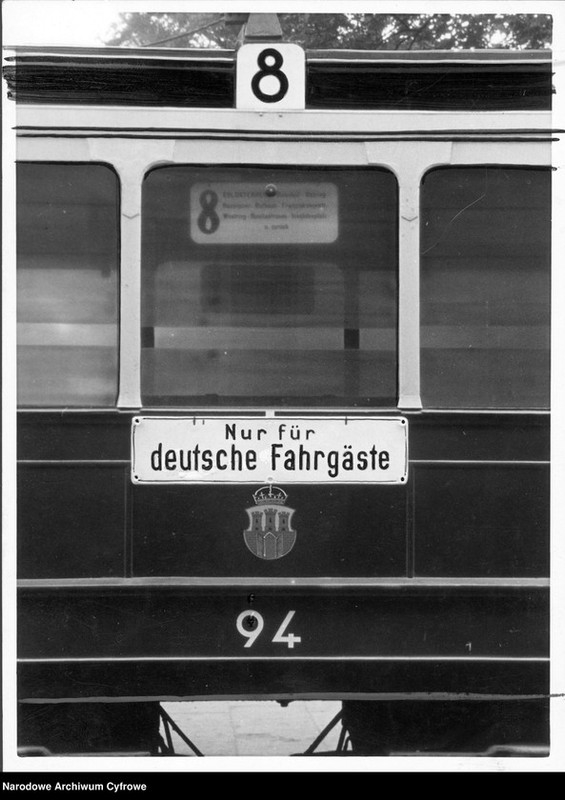 8
8
Nur für
deutsche Fahrgäste
94
Narodowe Archiwum Cyfrowe